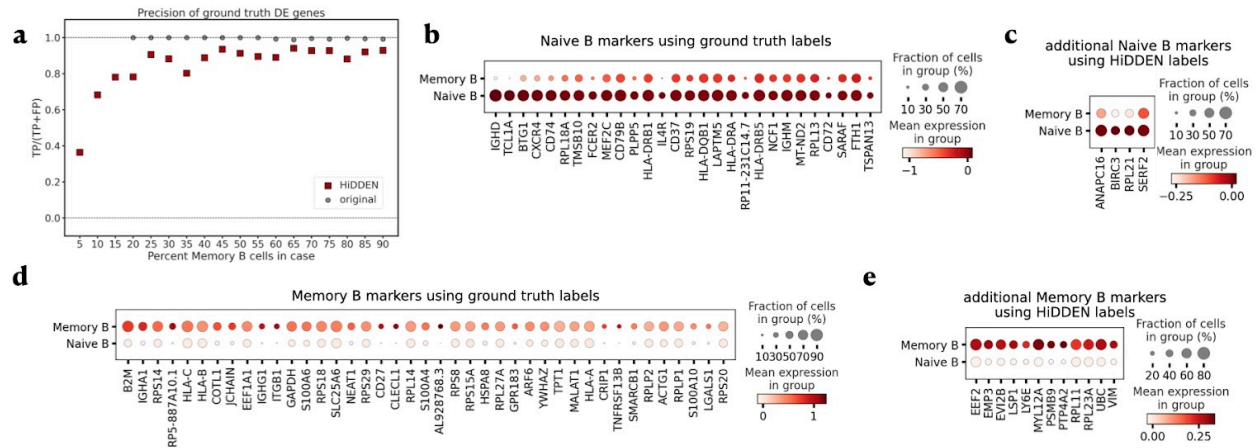 a
Precision of ground truth DE genes
TP/(TP+FP)
1.0
0.8
0.6
0.4
0.2
0.0
HiDDEN
original
5 10 15 20 25 30 35 40 45 50 55 60 65 70 75 80 85 90
Percent Memory B cells in case
b
Naive B markers using ground truth labels
Memory B
Naive B
IGHD TCL1A BTG1 CXCR4 CD74 RPL18A TMSB10 FCER2 MEF2C CD79B PLPP5 HLA-DRB1 IL4R CD37 RPS19 HLA-DQB1 LAPTM5 HLA-DRA RP11-231C14.7 HLA-DRB5 NCF1 IGHM MT-ND2 RPL13 CD72 SARAF FTH1 TSPAN13
Fraction of cells
in group (%)
10 30 50 70
Mean expression
in group
−1 0
c
additional Naive B markers
using HiDDEN labels
Memory B
Naive B
ANAPC16 BIRC3 RPL21 SERF2
Fraction of cells
in group (%)
10 30 50 70
Mean expression
in group
−0.25 0.00
d
Memory B markers using ground truth labels
Memory B
Naive B
B2M IGHA1 RPS14 RP5-887A10.1 HLA-C HLA-B COTL1 JCHAIN EEF1A1 IGHG1 ITGB1 GAPDH S100A6 RPS18 SLC25A6 NEAT1 RPS29 CD27 CLECL1 RPL14 S100A4 AL928768.3 RPS8 RPS15A HSPA8 RPL27A GPR183 ARF6 YWHAZ TPT1 MALAT1 HLA-A CRIP1 TNFRSF13B SMARCB1 RPLP2 ACTG1 RPLP1 S100A10 LGALS1 RPS20
Fraction of cells
in group (%)
10 30 50 70 90
Mean expression
in group
0 1
e
additional Memory B markers
using HiDDEN labels
Memory B
Naive B
EEF2 EMP3 EVI2B LSP1 LY6E MYL12A PSMB9 PTP4A2 RPL11 RPL23A UBC VIM
Fraction of cells
in group (%)
20 40 60 80
Mean expression
in group
0.00 0.25